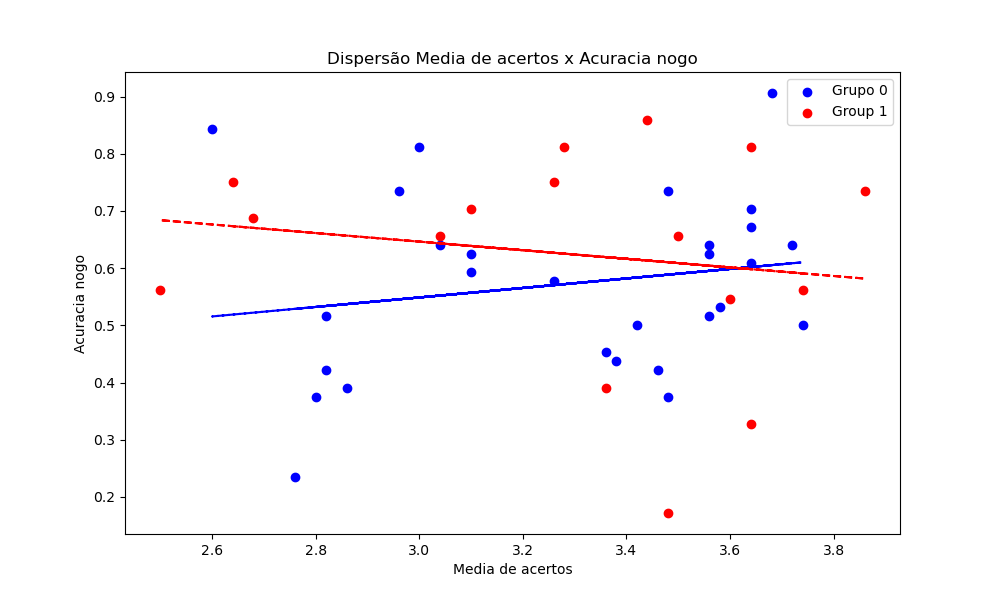 Dispersão Media de acertos x Acuracia nogo
Grupo 0
Group 1
Acuracia nogo
0.9
0.8
0.7
0.6
0.5
0.4
0.3
0.2
2.6 2.8 3.0 3.2 3.4 3.6 3.8
Media de acertos